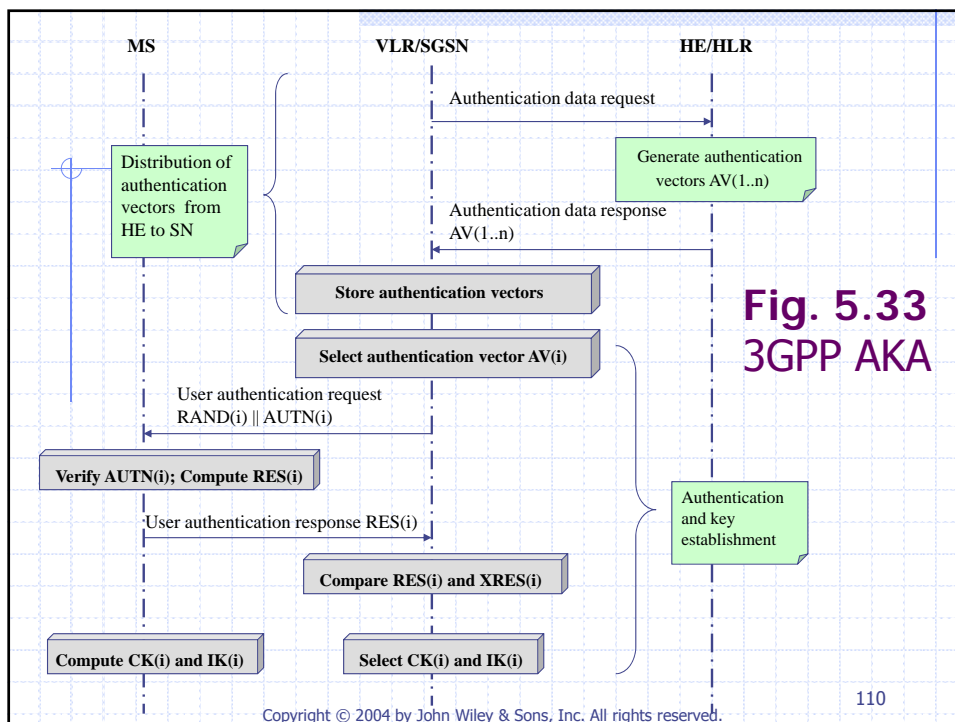 MS
VLR/SGSN
HE/HLR
Authentication data request
Distribution of
authentication
vectors from
HE to SN
Generate authentication
vectors AV(1..n)
Authentication data response
AV(1..n)
Store authentication vectors
Fig. 5.33
3GPP AKA
Select authentication vector AV(i)
User authentication request
RAND(i) || AUTN(i)
Verify AUTN(i); Compute RES(i)
User authentication response RES(i)
Authentication
and key
establishment
Compare RES(i) and XRES(i)
Compute CK(i) and IK(i)
Select CK(i) and IK(i)
110
Copyright © 2004 by John Wiley & Sons, Inc. All rights reserved.